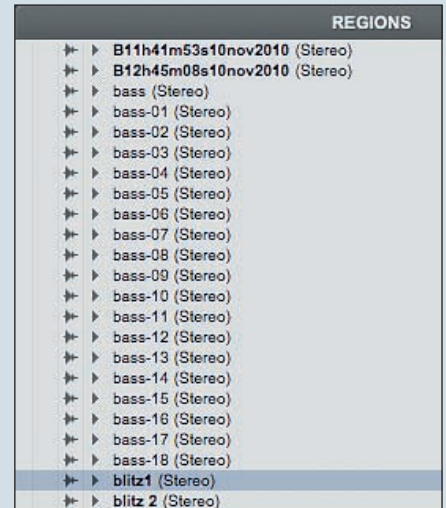 REGIONS
B11h41m53s10nov2010 (Stereo)
B12h45m08s10nov2010 (Stereo)
bass (Stereo)
bass-01 (Stereo)
bass-02 (Stereo)
bass-03 (Stereo)
bass-04 (Stereo)
bass-05 (Stereo)
bass-06 (Stereo)
bass-07 (Stereo)
bass-08 (Stereo)
bass-09 (Stereo)
bass-10 (Stereo)
bass-11 (Stereo)
bass-12 (Stereo)
bass-13 (Stereo)
bass-14 (Stereo)
bass-15 (Stereo)
bass-16 (Stereo)
bass-17 (Stereo)
bass-18 (Stereo)
blitz1 (Stereo)
blitz 2 (Stereo)